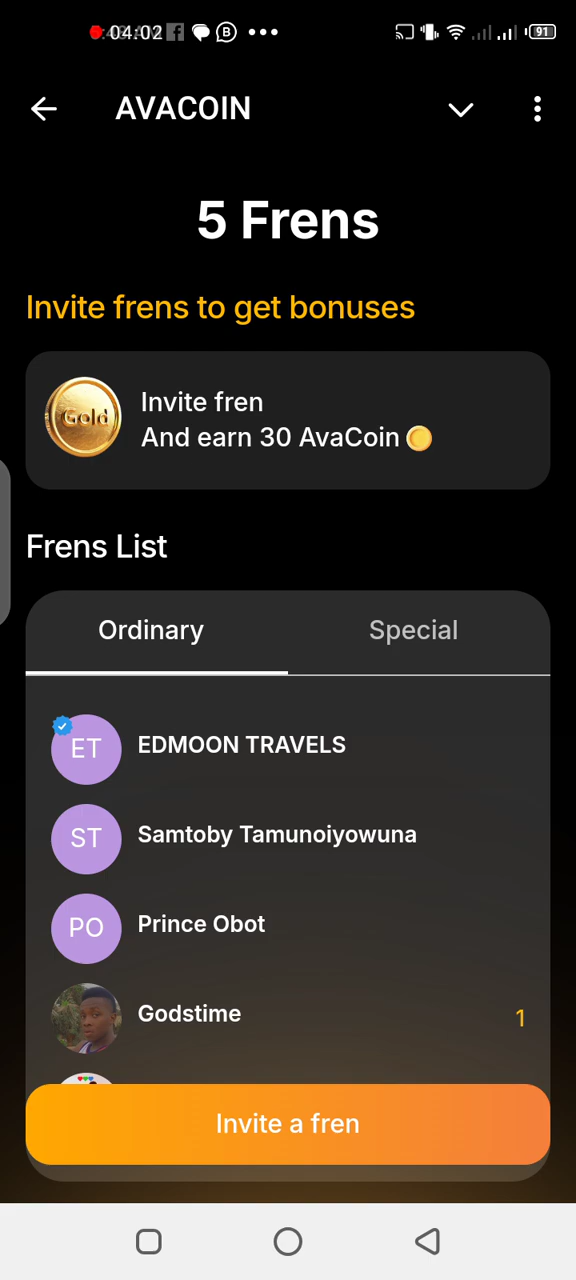 04:02
91
AVACOIN
5 Frens
Invite frens to get bonuses
Gold
Invite fren
And earn 30 AvaCoin
Frens List
Ordinary
Special
ET
EDMOON TRAVELS
ST
Samtoby Tamunoiyowuna
PO
Prince Obot
Godstime
1
Invite a fren